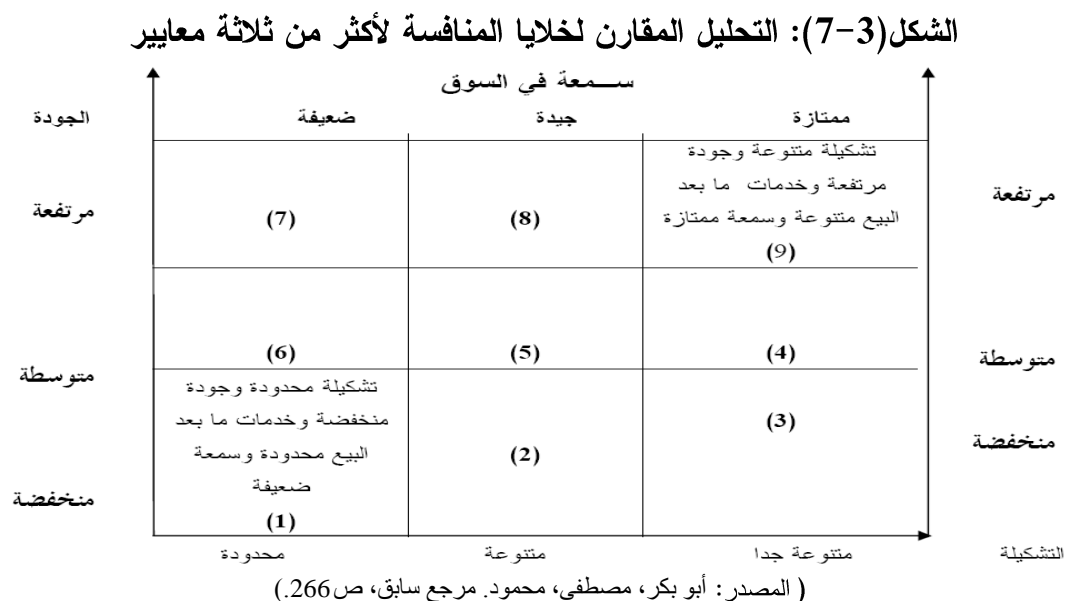 الشكل(3-7): التحليل المقارن لخلايا المنافسة لأكثر من ثلاثة معايير
ســـمعة في السوق
ممتازة
جيدة
ضعيفة
الجودة
مرتفعة
تشكيلة متنوعة وجودة
مرتفعة وخدمات ما بعد
البيع متنوعة وسمعة ممتازة
(9)
(8)
(7)
مرتفعة
متوسطة
(4)
(5)
(6)
متوسطة
منخفضة
(3)
(2)
تشكيلة محدودة وجودة
منخفضة وخدمات ما بعد
البيع محدودة وسمعة
ضعيفة
(1)
منخفضة
التشكيلة
متنوعة جدا
متنوعة
محدودة
( المصدر: أبو بكر، مصطفى، محمود. مرجع سابق، ص266.)